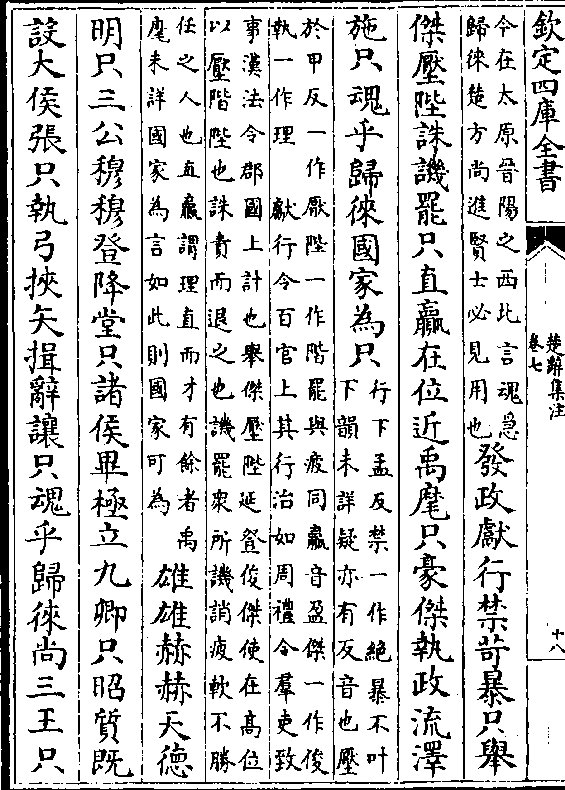 欽定四庫全書
楚辭集注
卷七
十八
今在太原晉陽之西北言魂急
歸徠楚方尚進賢士必見用也
發政獻行禁苛暴只舉
傑壓陛誅譏罷只直贏在位近禹麾只豪傑執政流澤
施只魂乎歸徠國家為只
行下孟反禁一作絶暴不叶
下韻未詳疑亦有反音也壓
於甲反一作厭陛一作階罷與疲同贏音盈傑一作俊
執一作理　獻行令百官上其行治如周禮令羣吏致
事漢法令郡國上計也舉傑壓陛延登俊傑使在高位
以壓階陛也誅責而退之也譏罷衆所譏誚疲軟不勝
任之人也直贏謂理直而才有餘者禹
麾未詳國家為言如此則國家可為
雄雄赫赫天德
明只三公穆穆登降堂只諸侯畢極立九卿只昭質既
設大侯張只執弓挾矢揖辭讓只魂乎歸徠尚三王只